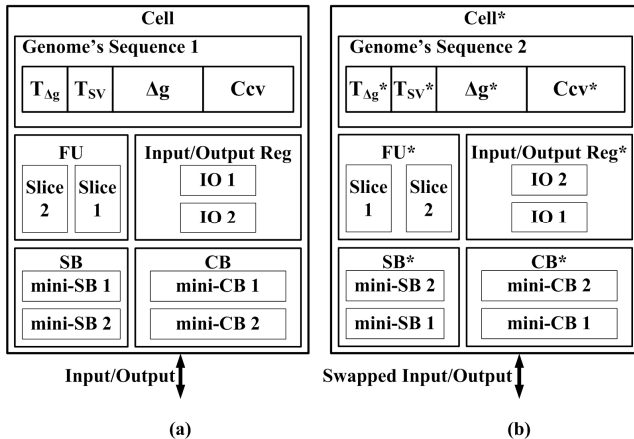 Cell
Genome's Sequence 1
TΔg TSV Δg Ccv
FU
Slice 2
Slice 1
Input/Output Reg
IO 1
IO 2
SB
mini-SB 1
mini-SB 2
CB
mini-CB 1
mini-CB 2
Input/Output
(a)
Cell*
Genome's Sequence 2
TΔg* TSV* Δg* Ccv*
FU*
Slice 1
Slice 2
Input/Output Reg*
IO 2
IO 1
SB*
mini-SB 2
mini-SB 1
CB*
mini-CB 2
mini-CB 1
Swapped Input/Output
(b)